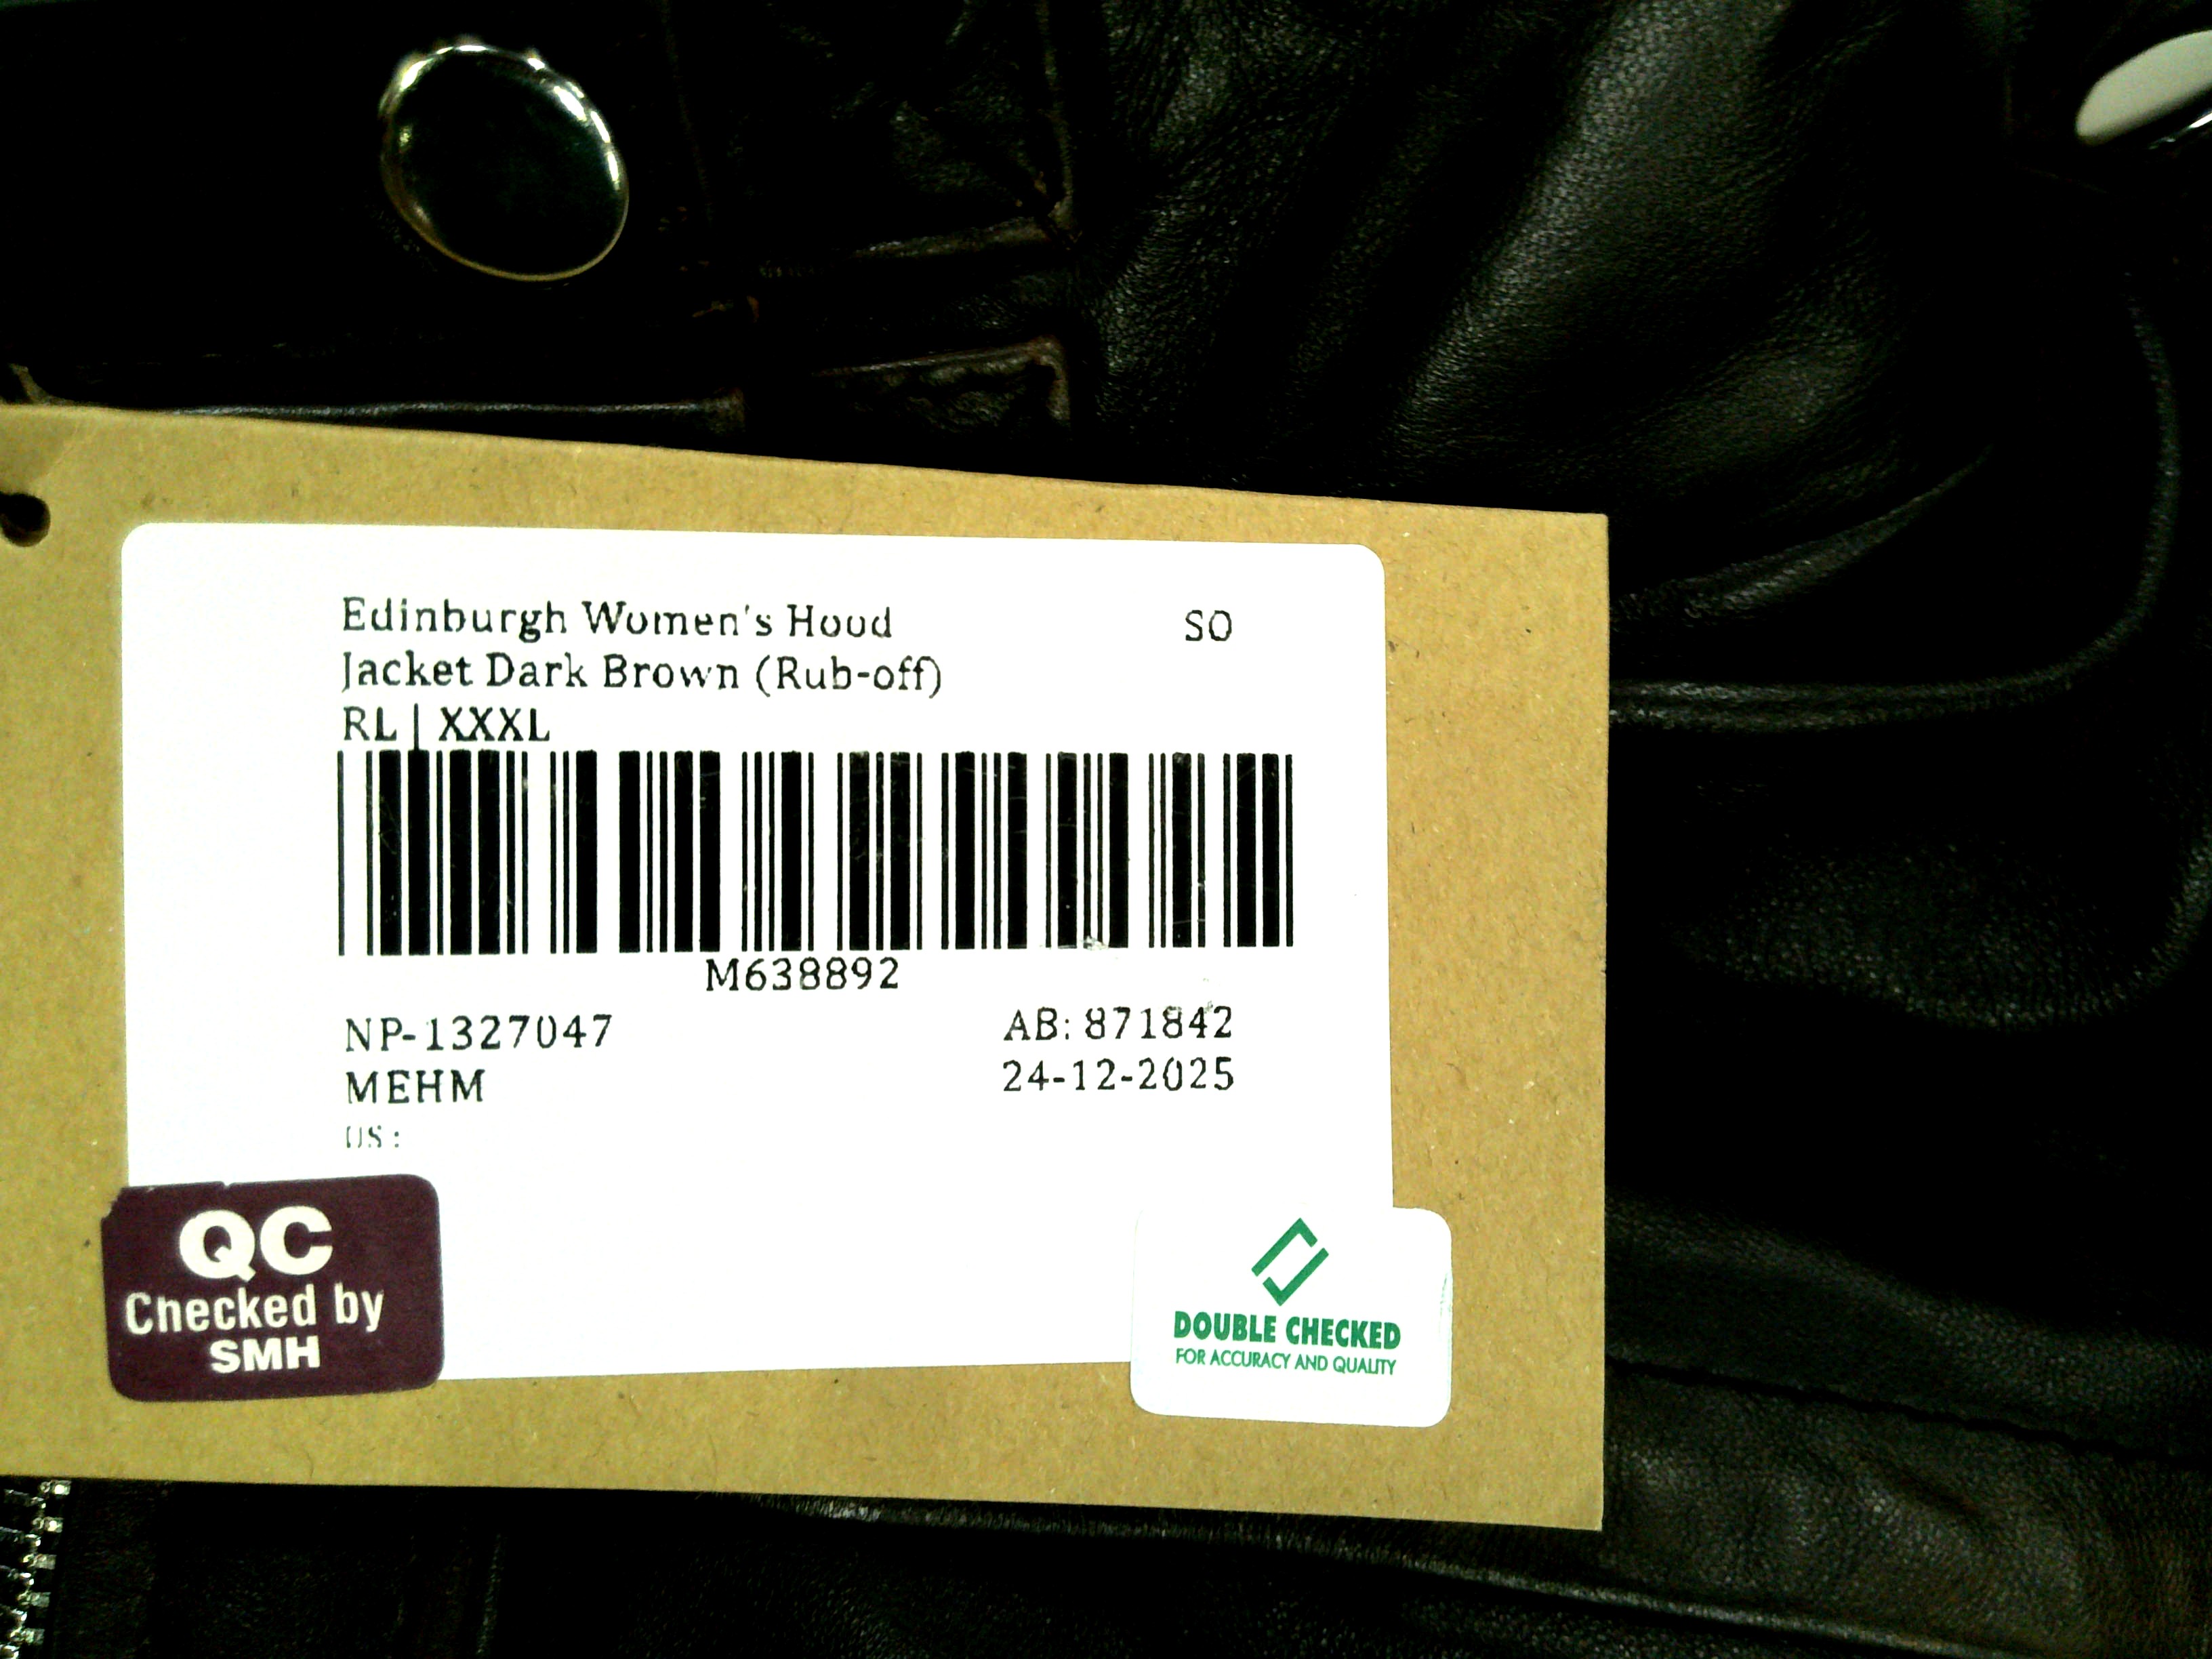 Edinburgh Women's Hood SO
Jacket Dark Brown (Rub-off)
RL | XXXL
M638892
NP-1327047 AB: 871842
MEHM 24-12-2025
US:
QC
Checked by
SMH
DOUBLE CHECKED
FOR ACCURACY AND QUALITY